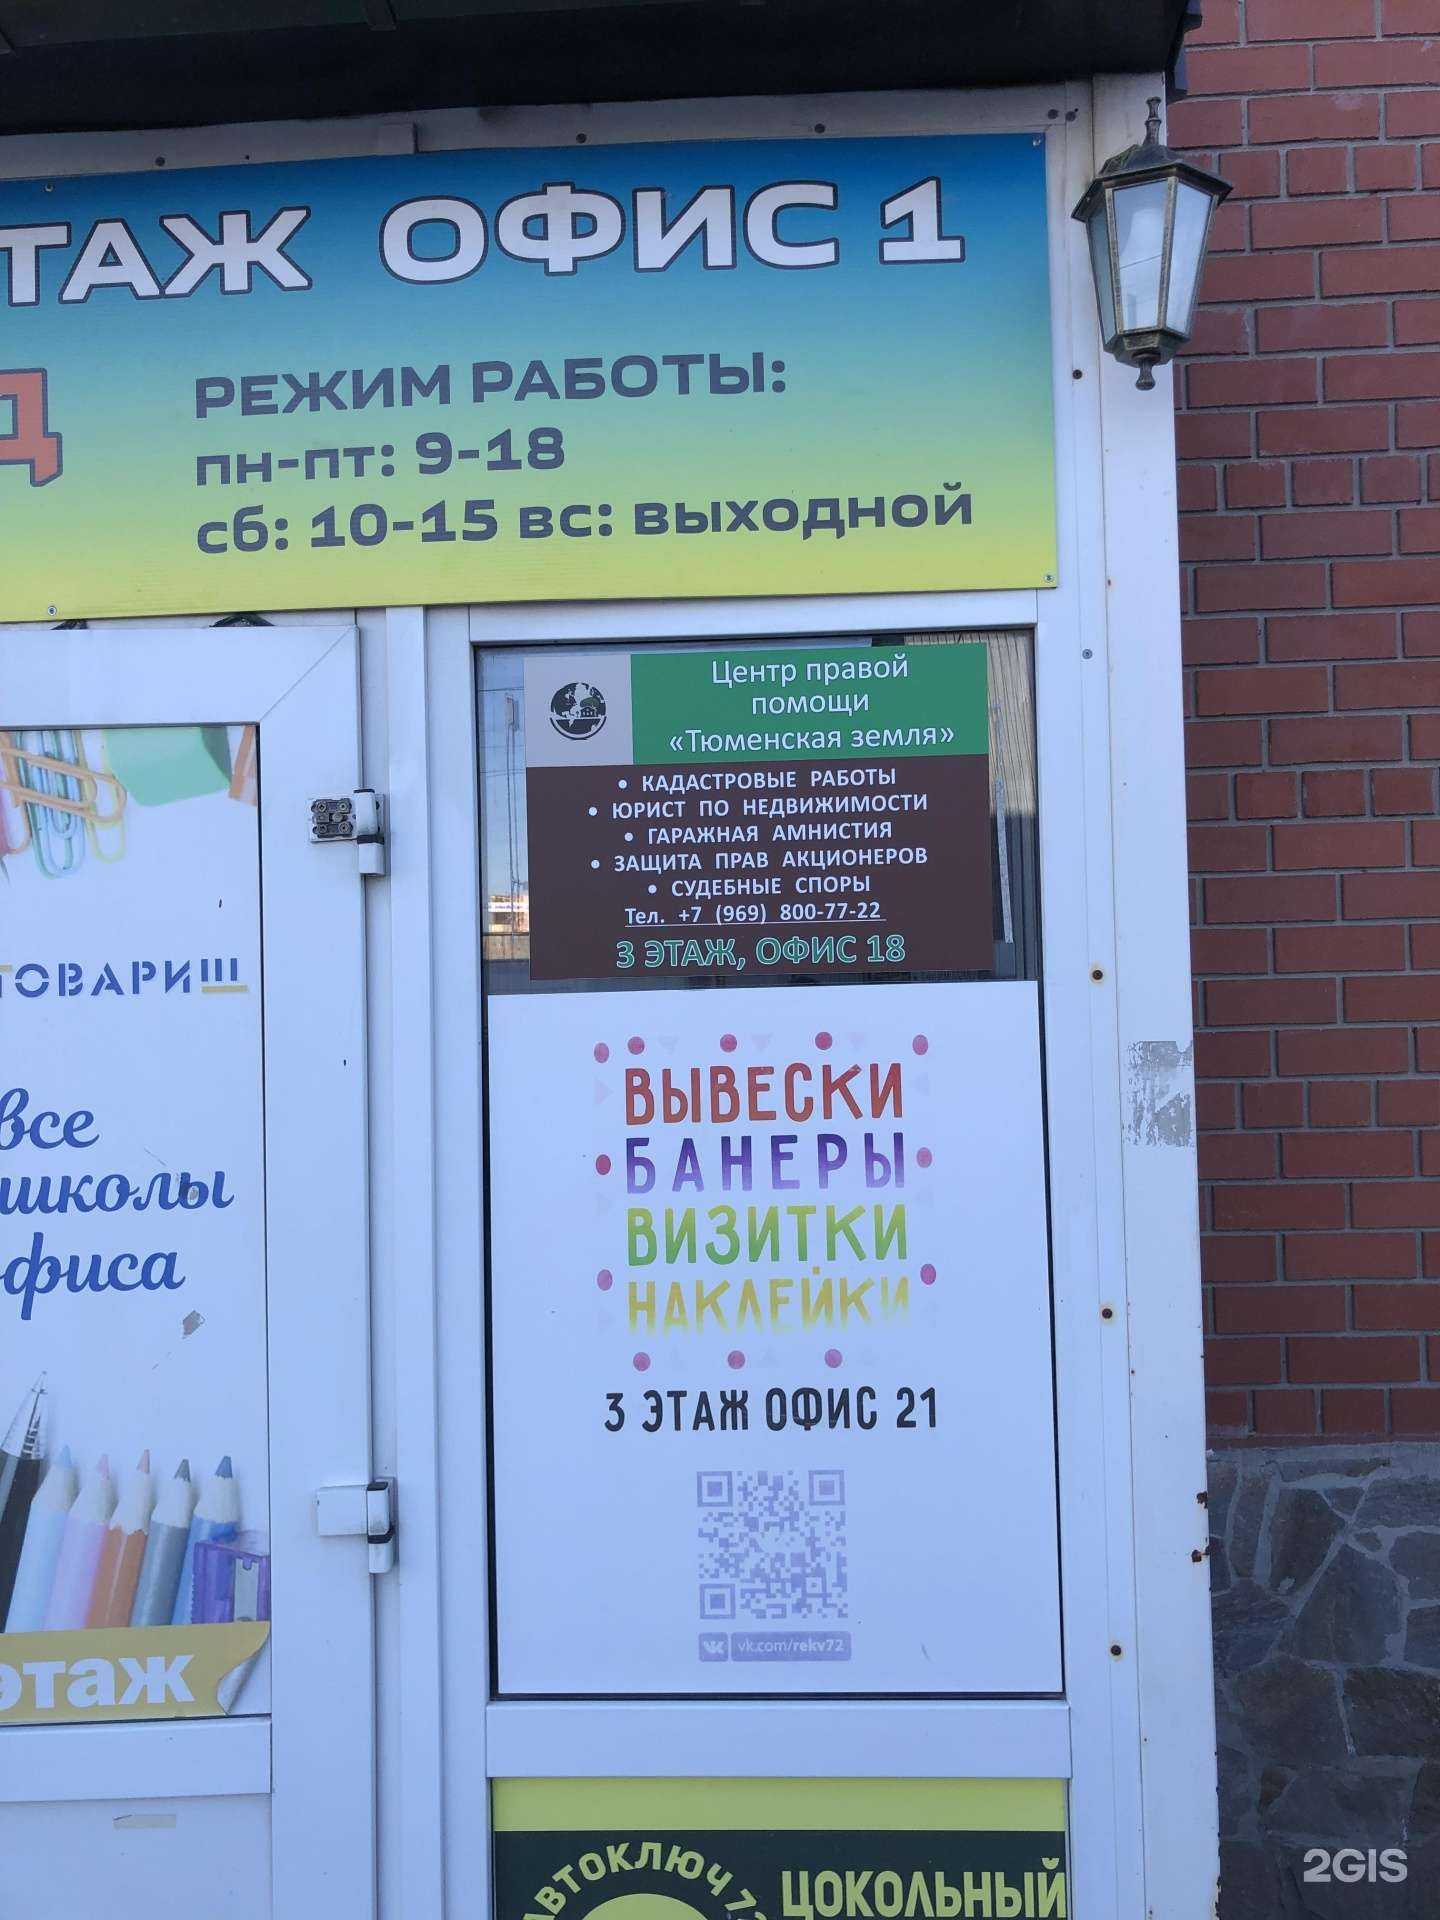 ТАЖ ОФИС 1
Д
РЕЖИМ РАБОТЫ:
пн-пт: 9-18
сб: 10-15 вс: выходной
Центр правой
помощи
«Тюменская земля»
• КАДАСТРОВЫЕ РАБОТЫ
• ЮРИСТ ПО НЕДВИЖИМОСТИ
• ГАРАЖНАЯ АМНИСТИЯ
• ЗАЩИТА ПРАВ АКЦИОНЕРОВ
• СУДЕБНЫЕ СПОРЫ
Тел. +7 (969) 800-77-22
3 ЭТАЖ, ОФИС 18
ТОВАРИЩ
все
школы
офиса
этаж
ВЫВЕСКИ
БАНЕРЫ
ВИЗИТКИ
НАКЛЕЙКИ
3 ЭТАЖ ОФИС 21
vk.com/rekv72
АВТОКЛЮЧ 72
ЦОКОЛЬНЫЙ
2GIS